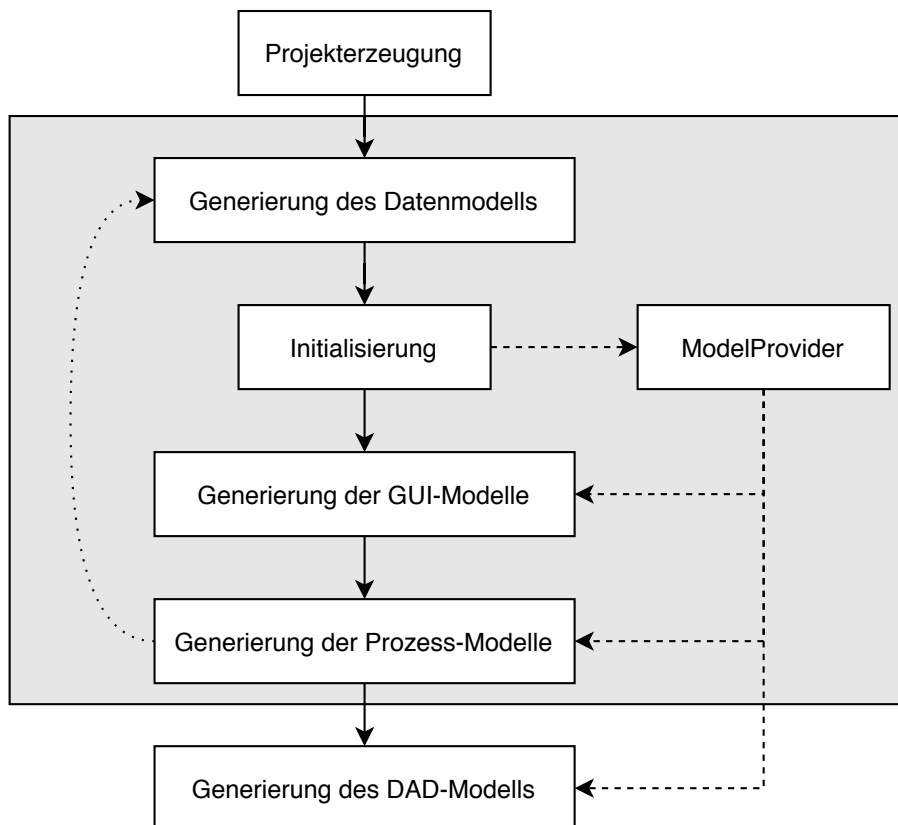 Projekterzeugung
Generierung des Datenmodells
Initialisierung
ModelProvider
Generierung der GUI-Modelle
Generierung der Prozess-Modelle
Generierung des DAD-Modells